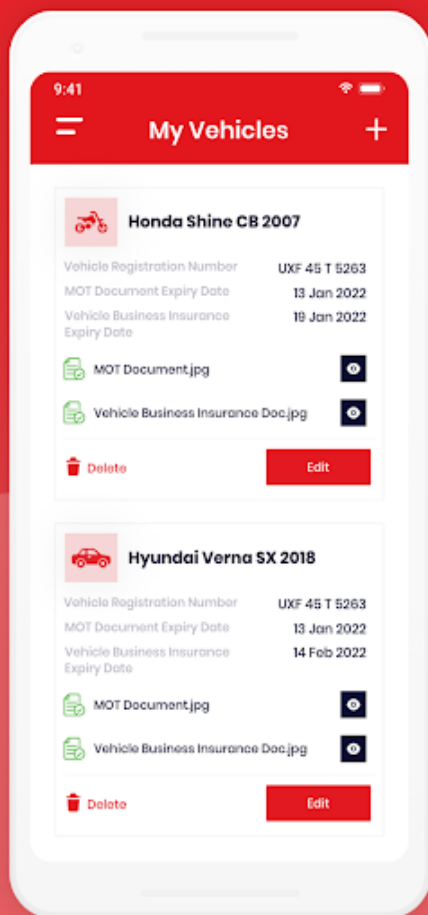 9:41
My Vehicles
Honda Shine CB 2007
Vehicle Registration Number UXF 45 T 5263
MOT Document Expiry Date 13 Jan 2022
Vehicle Business Insurance 19 Jan 2022
Expiry Date
MOT Document.jpg
Vehicle Business Insurance Doc.jpg
Delete Edit
Hyundai Verna SX 2018
Vehicle Registration Number UXF 45 T 5263
MOT Document Expiry Date 13 Jan 2022
Vehicle Business Insurance 14 Feb 2022
Expiry Date
MOT Document.jpg
Vehicle Business Insurance Doc.jpg
Delete Edit